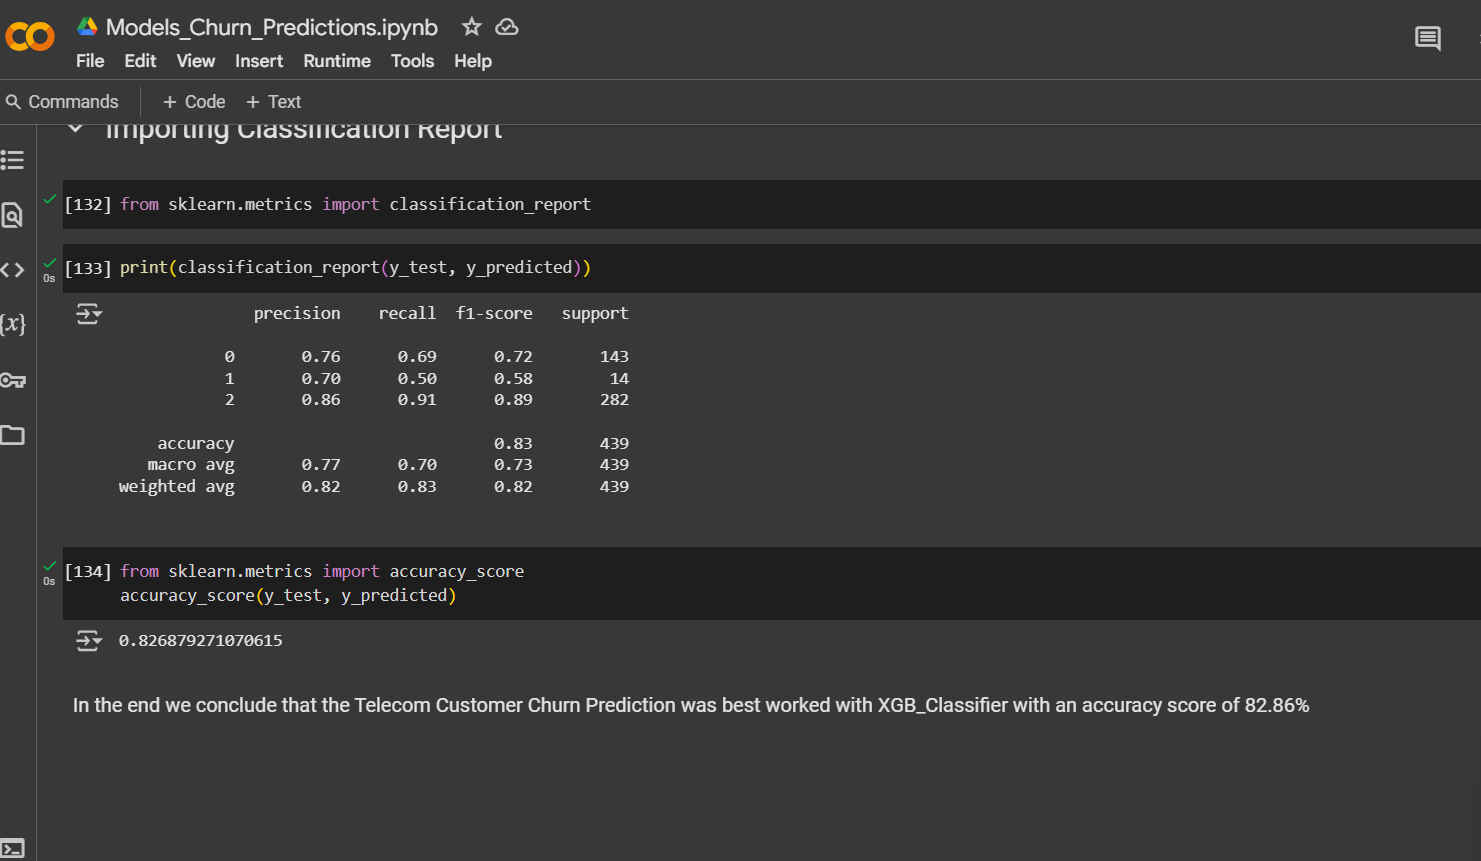 Models_Churn_Predictions.ipynb
File Edit View Insert Runtime Tools Help
Commands + Code + Text
Importing Classification Report
[132] from sklearn.metrics import classification_report
0s
[133] print(classification_report(y_test, y_predicted))
precision recall f1-score support
0 0.76 0.69 0.72 143
1 0.70 0.50 0.58 14
2 0.86 0.91 0.89 282
accuracy 0.83 439
macro avg 0.77 0.70 0.73 439
weighted avg 0.82 0.83 0.82 439
0s
[134] from sklearn.metrics import accuracy_score
accuracy_score(y_test, y_predicted)
0.826879271070615
In the end we conclude that the Telecom Customer Churn Prediction was best worked with XGB_Classifier with an accuracy score of 82.86%